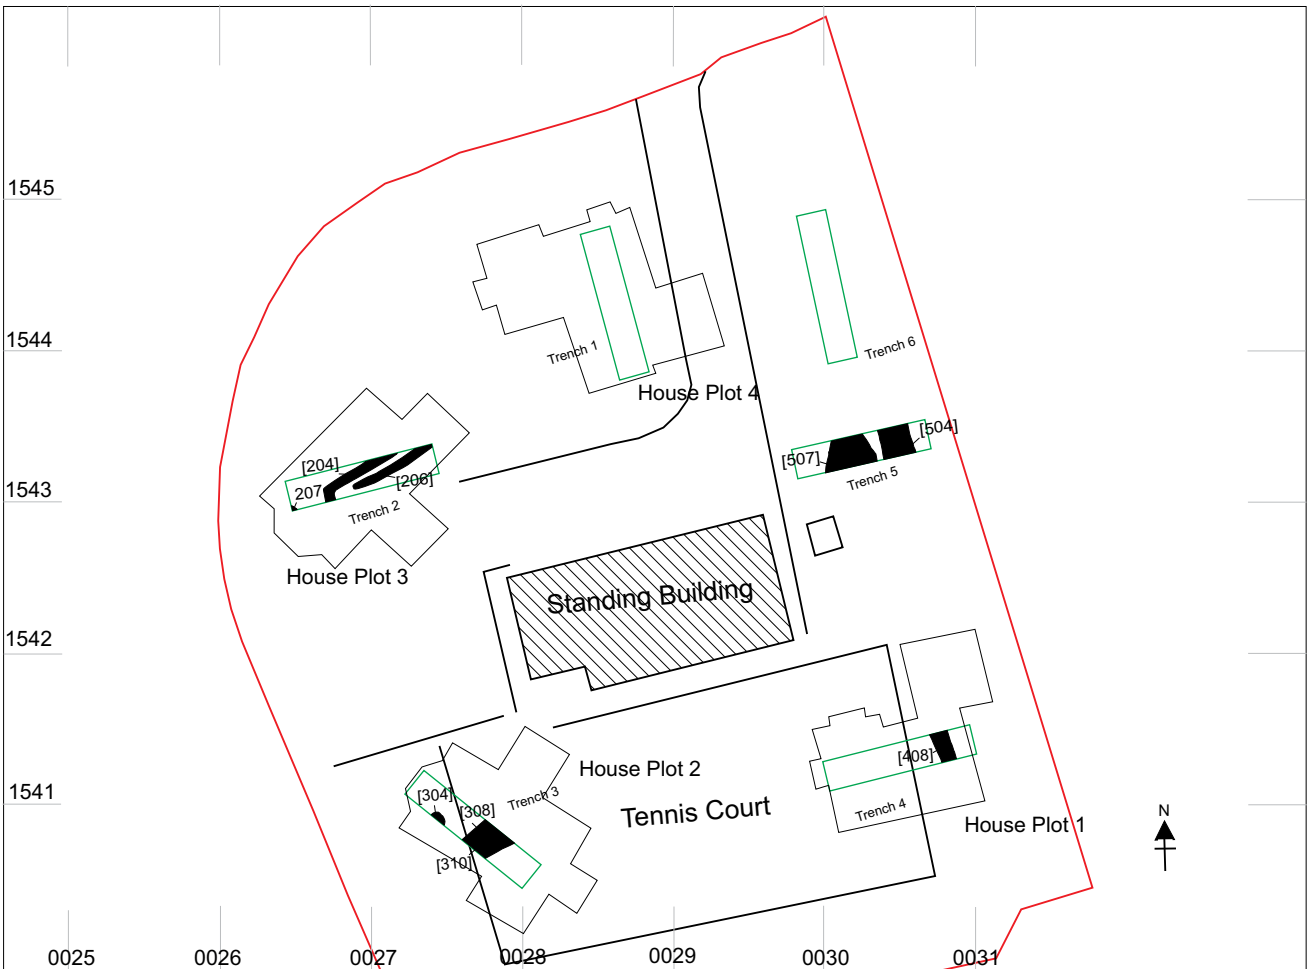 1545
1544
Trench 1
Trench 6
House Plot 4
[504]
[507]
[204]
[206]
207
Trench 5
1543
Trench 2
House Plot 3
Standing Building
1542
House Plot 2
[408]
[304]
Trench 3
1541
[308]
Tennis Court
Trench 4
N
House Plot 1
[310]
0025
0026
0027
0028
0029
0030
0031